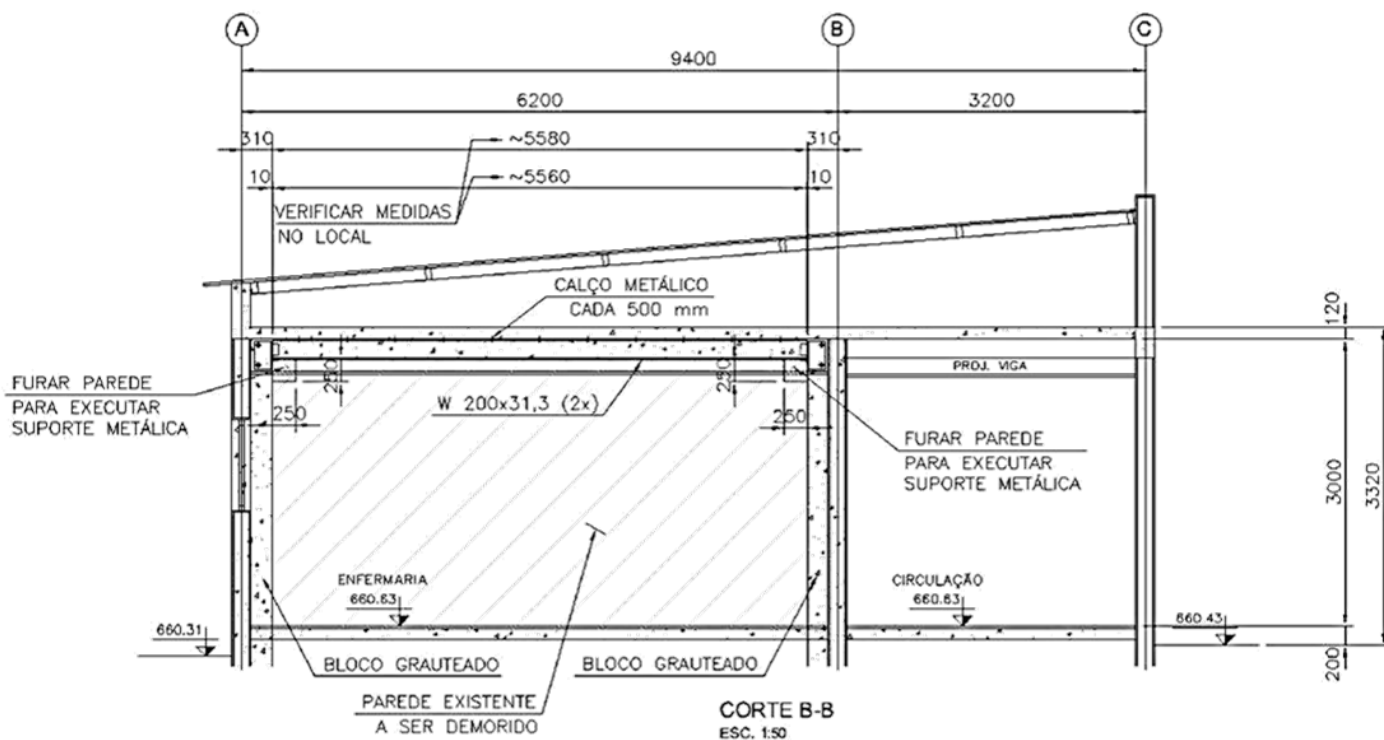 A
B
C
9400
6200
3200
310
~5580
310
10
~5560
10
VERIFICAR MEDIDAS
NO LOCAL
CALÇO METÁLICO
CADA 500 mm
120
FURAR PAREDE
PARA EXECUTAR
SUPORTE METÁLICA
250
250
W 200x31,3 (2x)
250
250
PROJ. VIGA
FURAR PAREDE
PARA EXECUTAR
SUPORTE METÁLICA
3000
3320
ENFERMARIA
660.63
CIRCULAÇÃO
660.63
660.31
660.43
200
BLOCO GRAUTEADO
BLOCO GRAUTEADO
PAREDE EXISTENTE
A SER DEMORIDO
CORTE B-B
ESC. 1:50